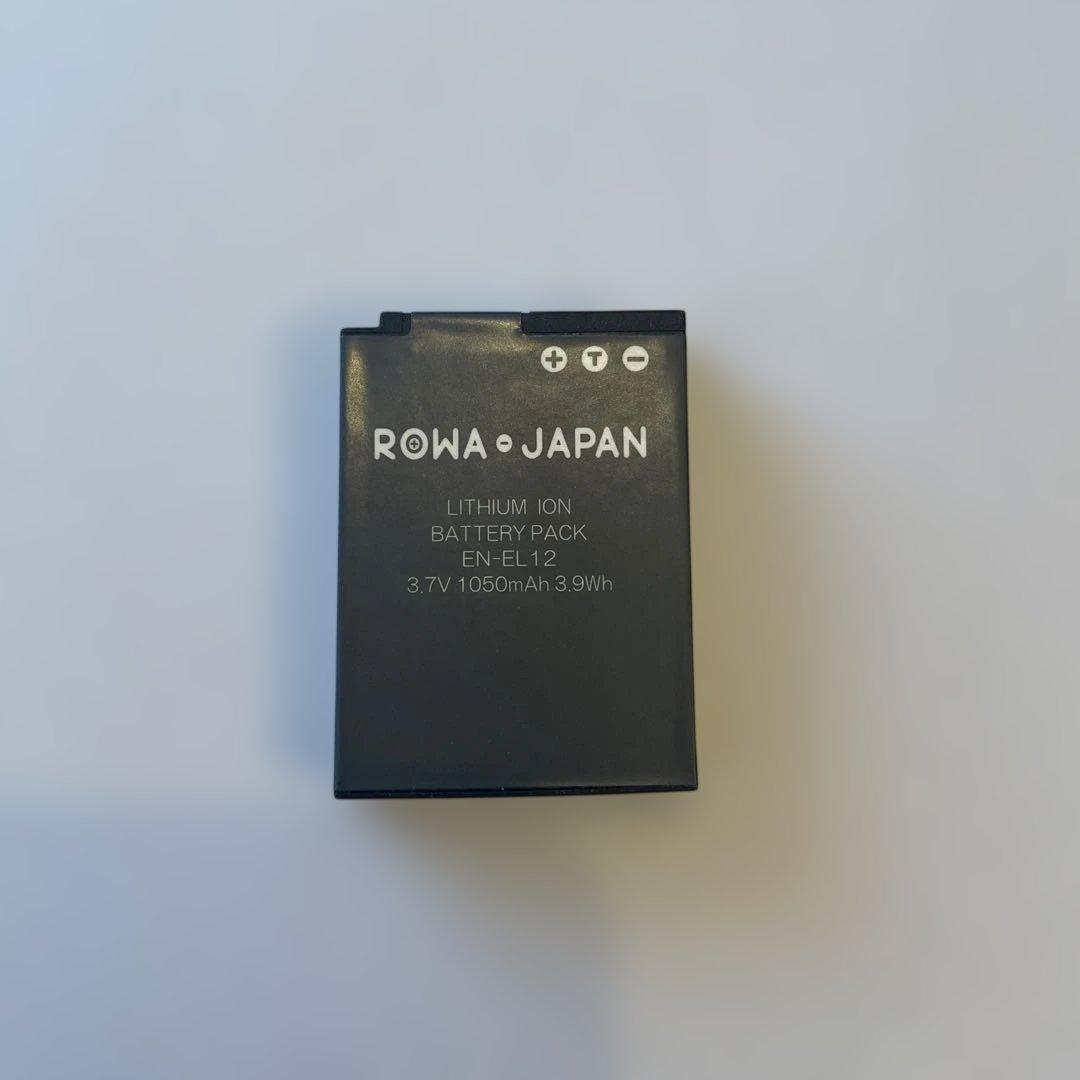 + T -
ROWA JAPAN
LITHIUM ION
BATTERY PACK
EN-EL12
3.7V 1050mAh 3.9Wh